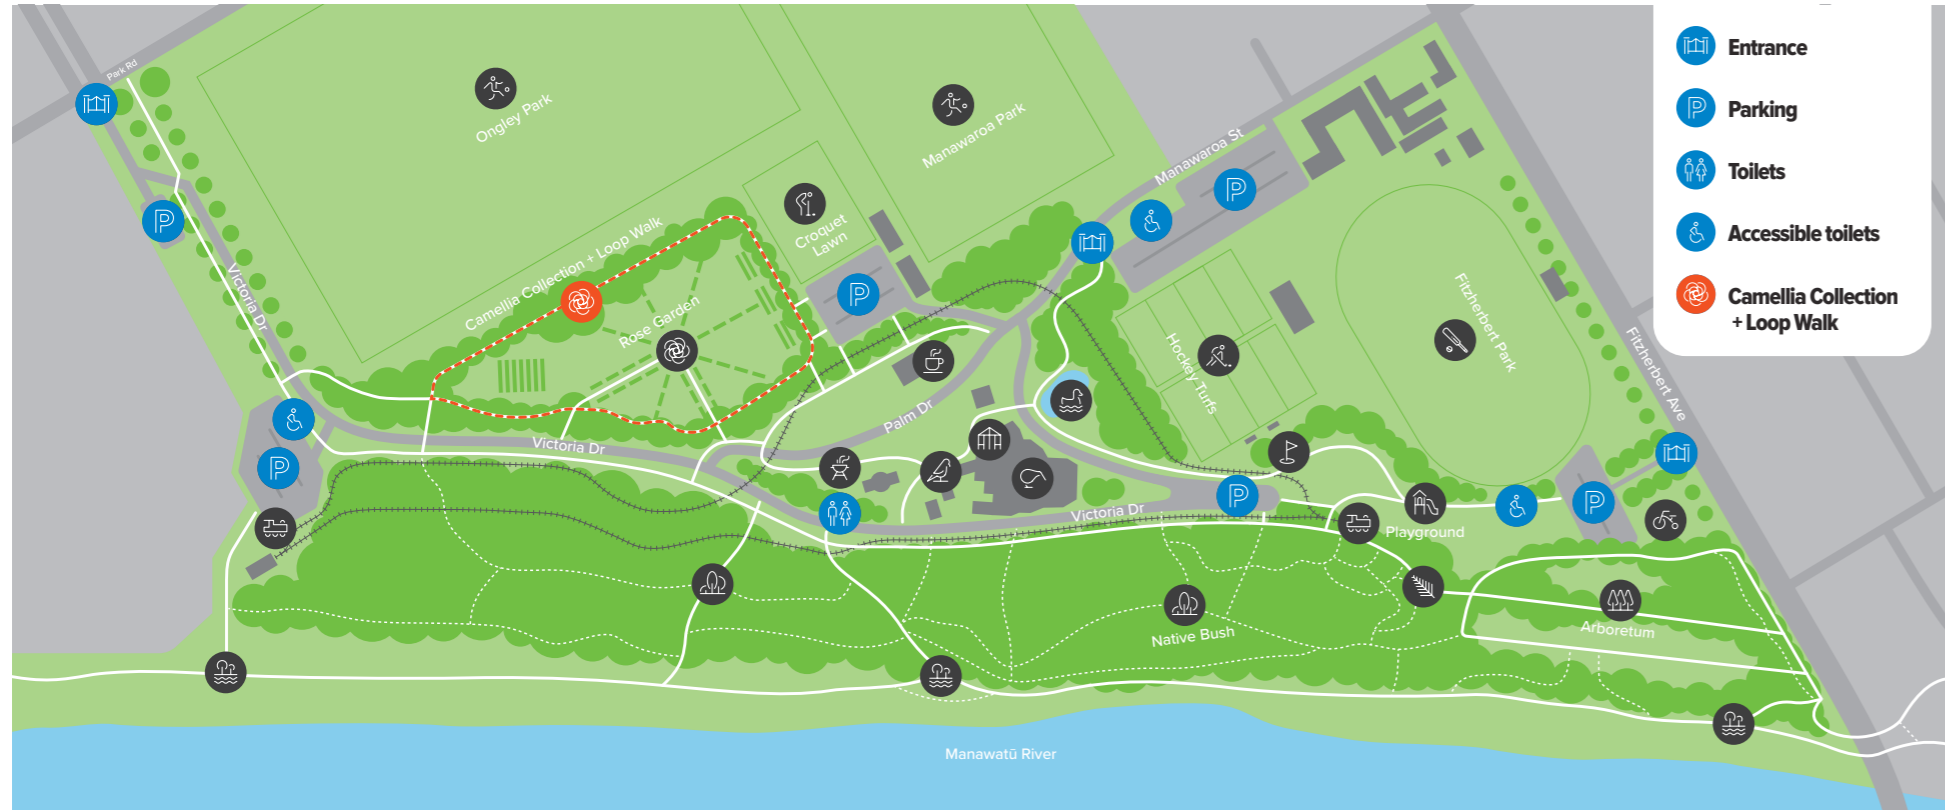 Park Rd
Ongley Park
Manawaroa Park
Manawaroa St
Croquet
Lawn
Camellia Collection + Loop Walk
Rose Garden
Victoria Dr
Palm Dr
Hockey Turfs
Fitzherbert Park
Fitzherbert Ave
Victoria Dr
Victoria Dr
Playground
Native Bush
Arboretum
Manawatū River
Entrance
P Parking
Toilets
Accessible toilets
Camellia Collection
+ Loop Walk
P
P
P
P
P
P